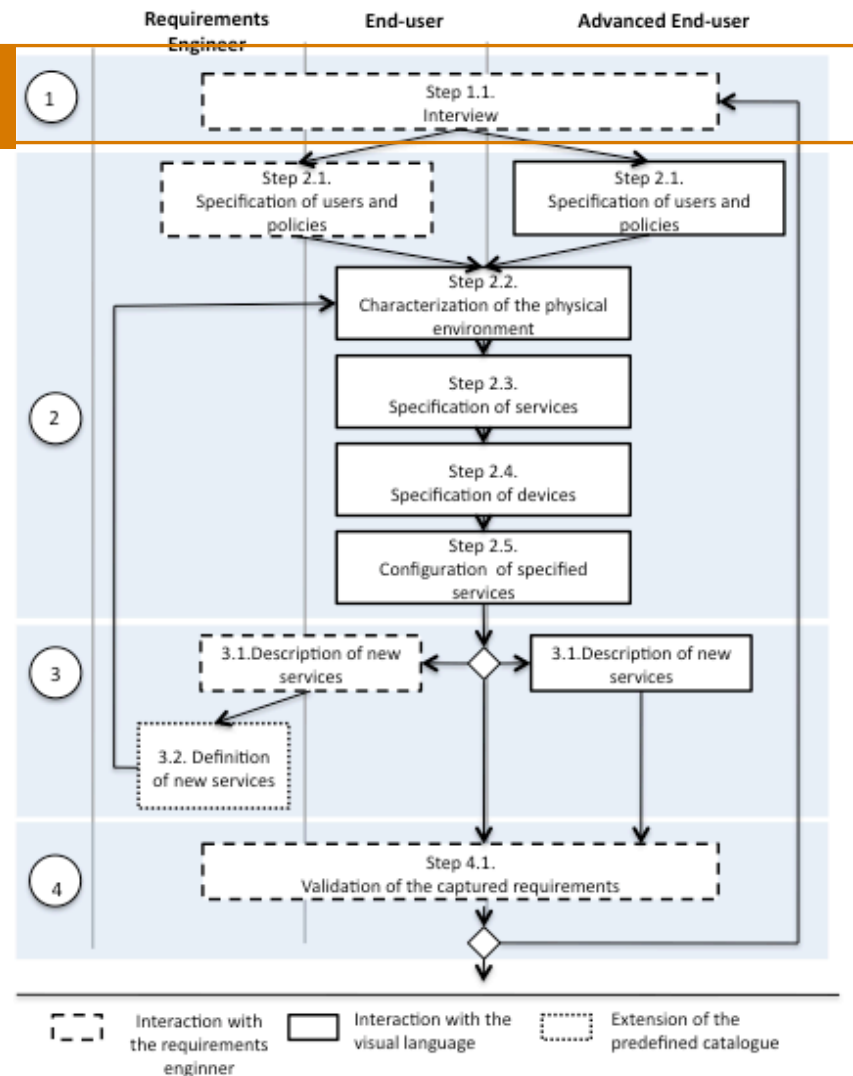 Requirements
Engineer
End-user
Advanced End-user
1
Step 1.1.
Interview
Step 2.1.
Specification of users and
policies
Step 2.1.
Specification of users and
policies
Step 2.2.
Characterization of the physical
environment
2
Step 2.3.
Specification of services
Step 2.4.
Specification of devices
Step 2.5.
Configuration of specified
services
3
3.1.Description of new
services
3.1.Description of new
services
3.2. Definition
of new services
4
Step 4.1.
Validation of the captured requirements
Interaction with
the requirements
enginner
Interaction with the
visual language
Extension of the
predefined catalogue